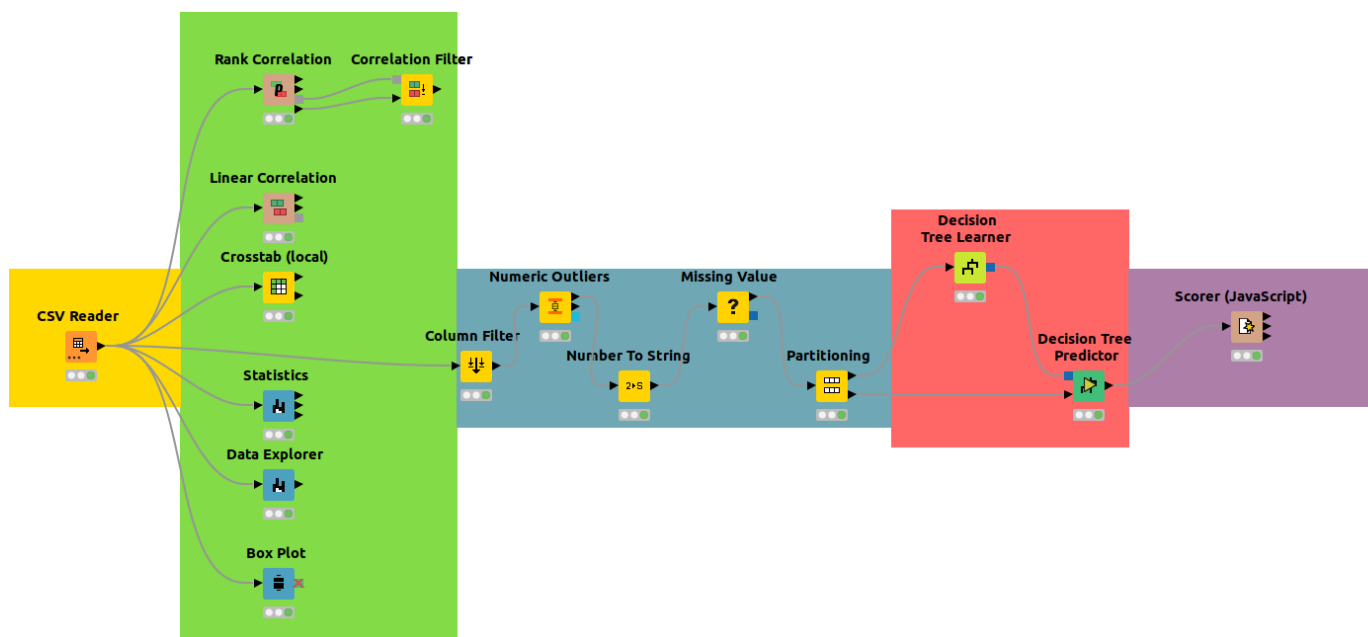 Rank Correlation
Correlation Filter
Linear Correlation
Crosstab (local)
CSV Reader
Statistics
Data Explorer
Box Plot
Column Filter
Numeric Outliers
Number To String
2▸S
Missing Value
?
Partitioning
Decision
Tree Learner
Decision Tree
Predictor
Scorer (JavaScript)